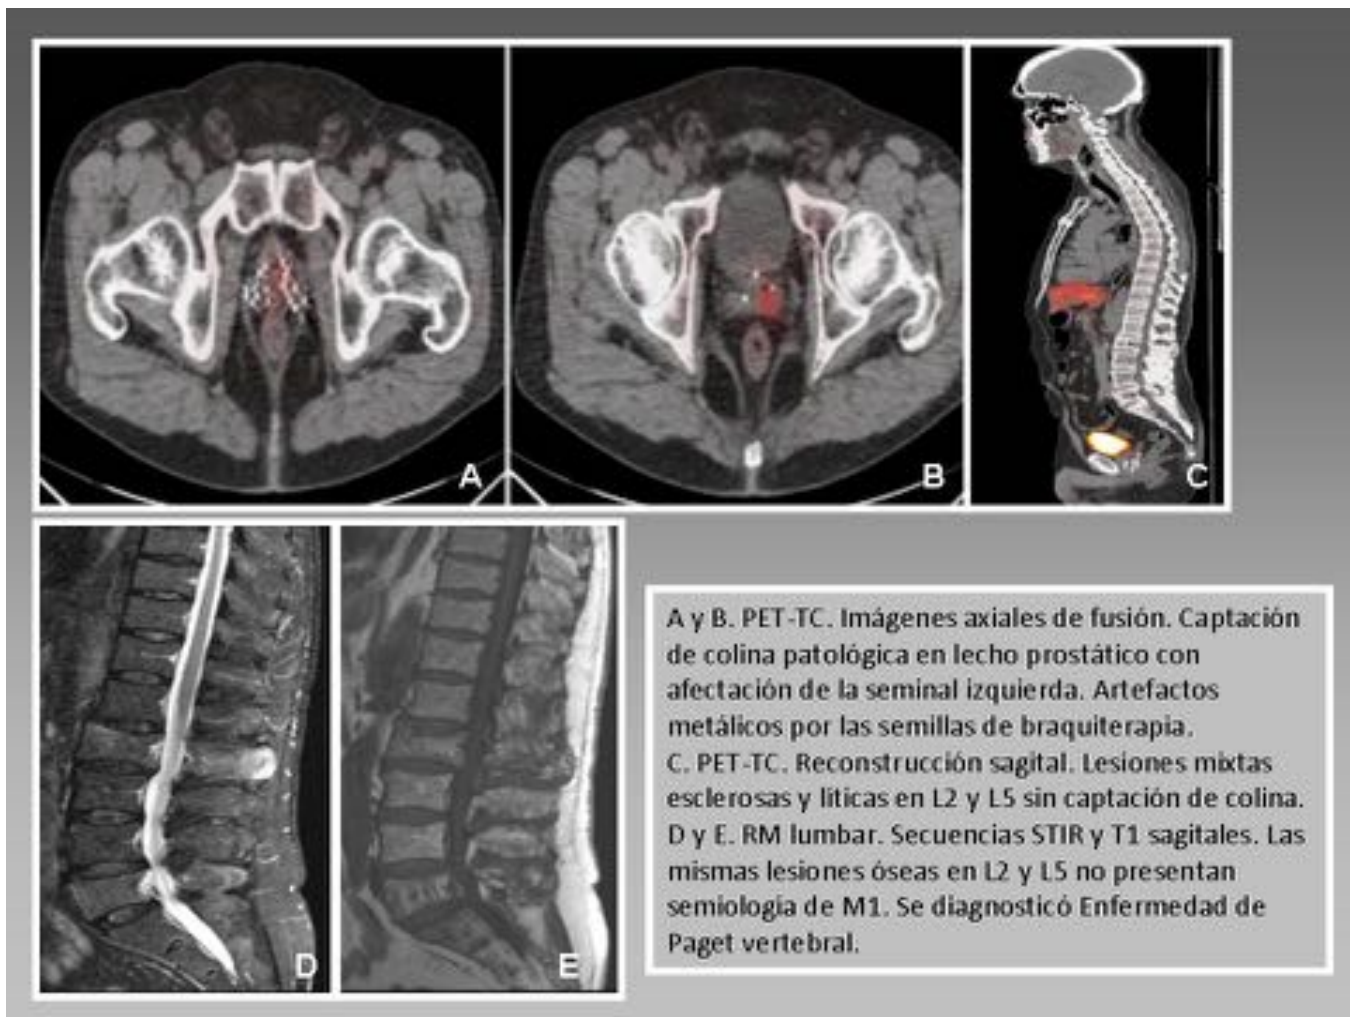 A
B
C
D
E
A y B. PET-TC. Imágenes axiales de fusión. Captación
de colina patológica en lecho prostático con
afectación de la seminal izquierda. Artefactos
metálicos por las semillas de braquiterapia.
C. PET-TC. Reconstrucción sagital. Lesiones mixtas
esclerosas y líticas en L2 y L5 sin captación de colina.
D y E. RM lumbar. Secuencias STIR y T1 sagitales. Las
mismas lesiones óseas en L2 y L5 no presentan
semiologia de M1. Se diagnosticó Enfermedad de
Paget vertebral.